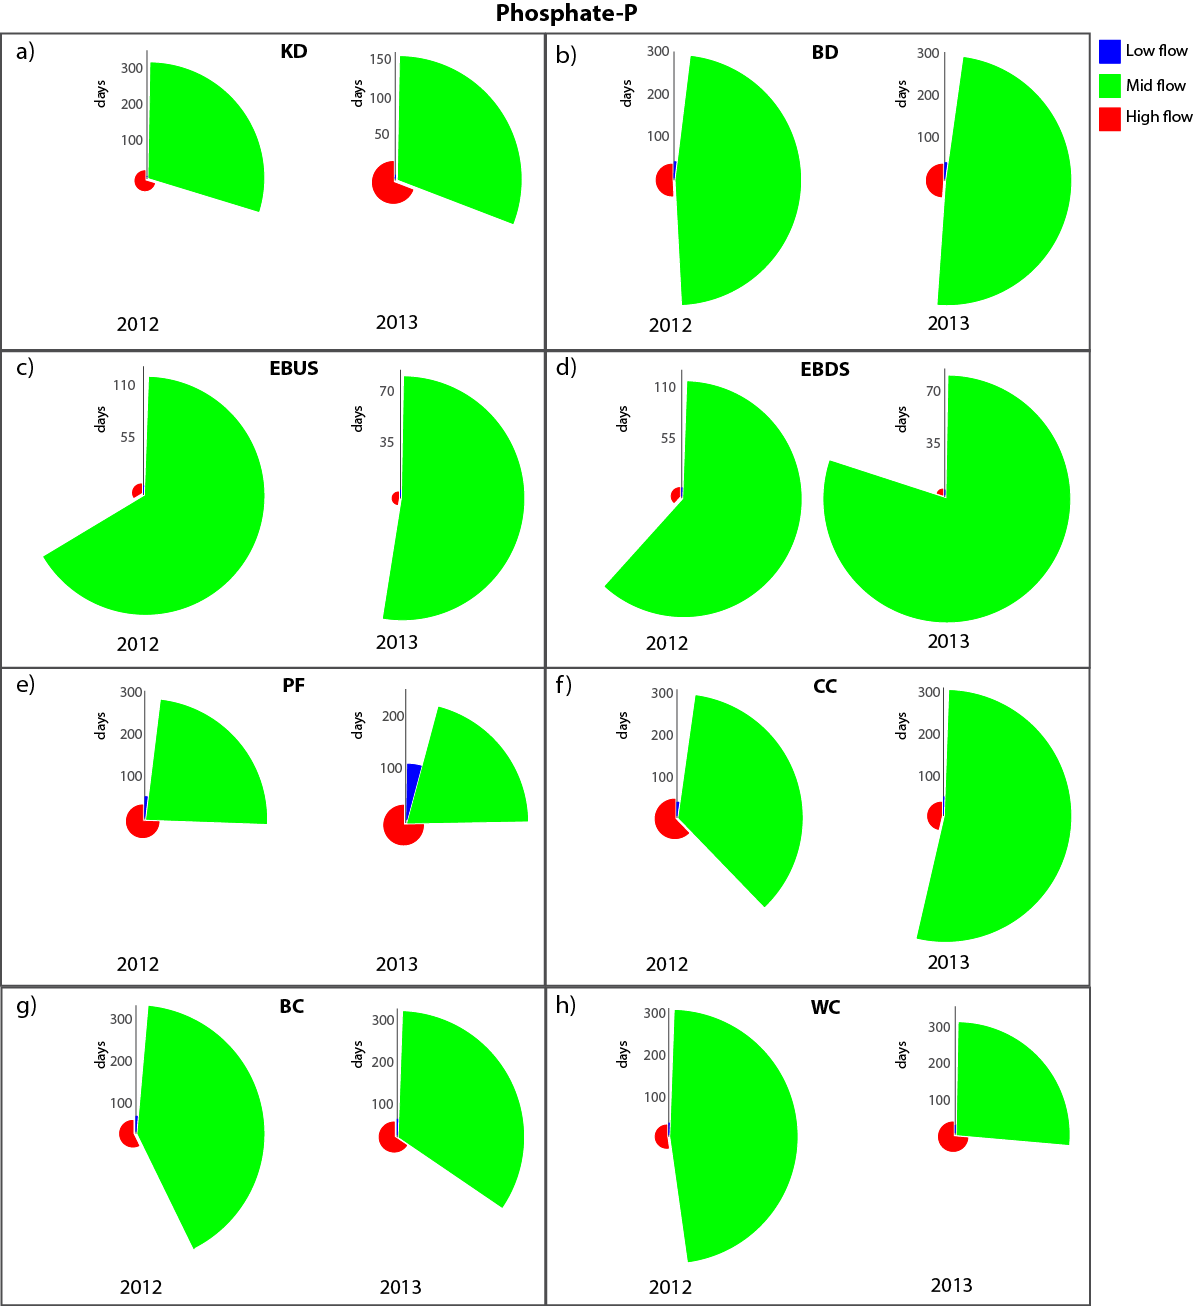 Phosphate-P
Low flow
Mid flow
High flow
a)
KD
days
300
200
100
2012
days
150
100
50
2013
b)
BD
days
300
200
100
2012
days
300
200
100
2013
c)
EBUS
days
110
55
2012
days
70
35
2013
d)
EBDS
days
110
55
2012
days
70
35
2013
e)
PF
days
300
200
100
2012
days
200
100
2013
f)
CC
days
300
200
100
2012
days
300
200
100
2013
g)
BC
days
300
200
100
2012
days
300
200
100
2013
h)
WC
days
300
200
100
2012
days
300
200
100
2013